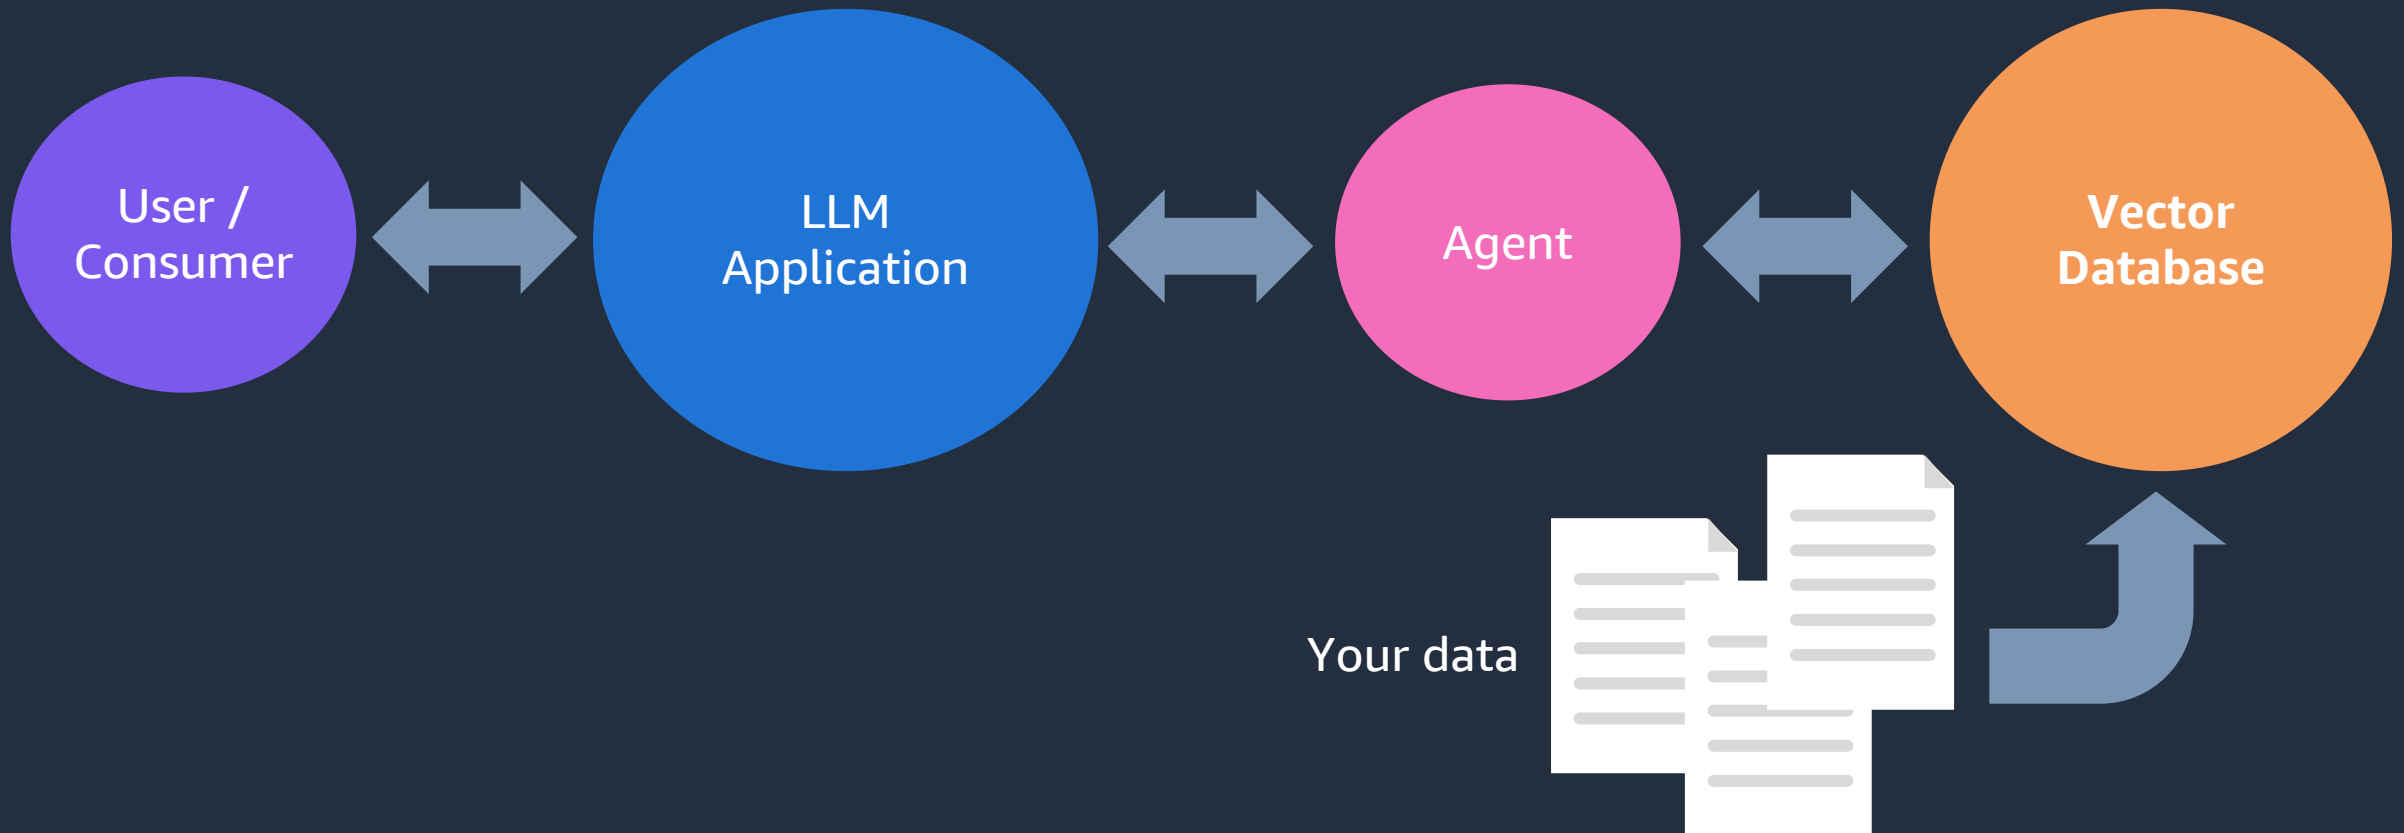 User /
Consumer
LLM
Application
Agent
Vector
Database
Your data